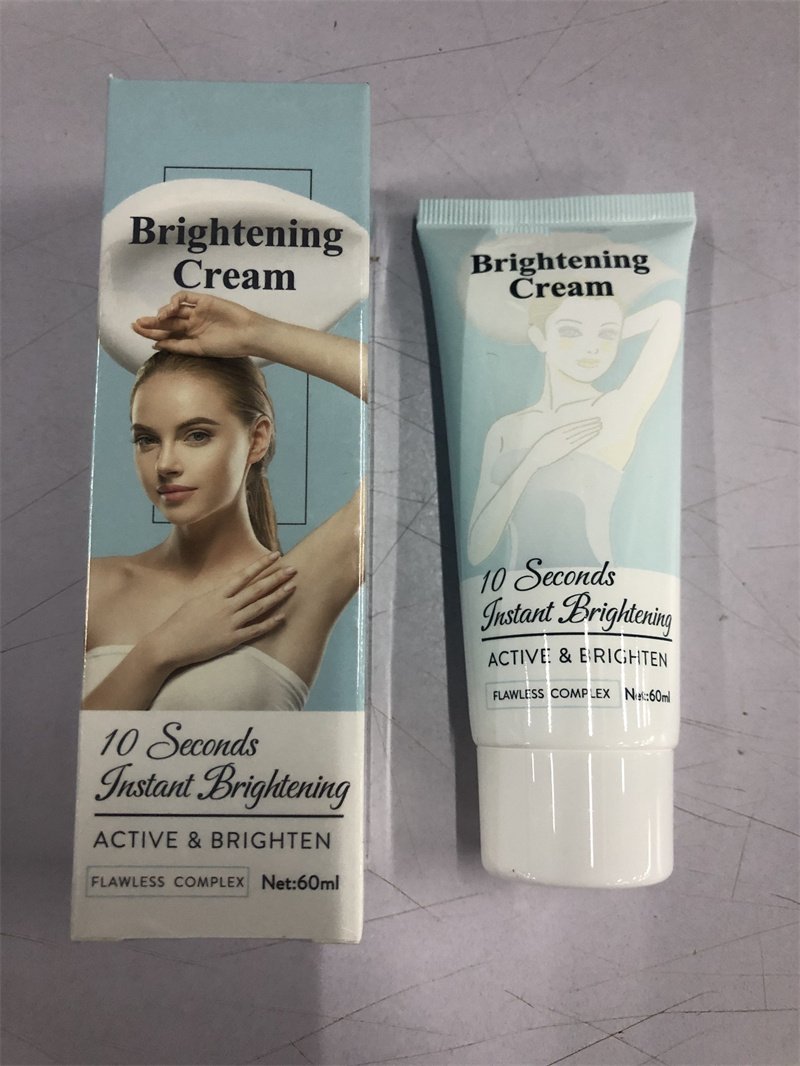 Brightening
Cream
10 Seconds
Instant Brightening
ACTIVE & BRIGHTEN
FLAWLESS COMPLEX Net:60ml
Brightening
Cream
10 Seconds
Instant Brightening
ACTIVE & BRIGHTEN
FLAWLESS COMPLEX Net:60ml